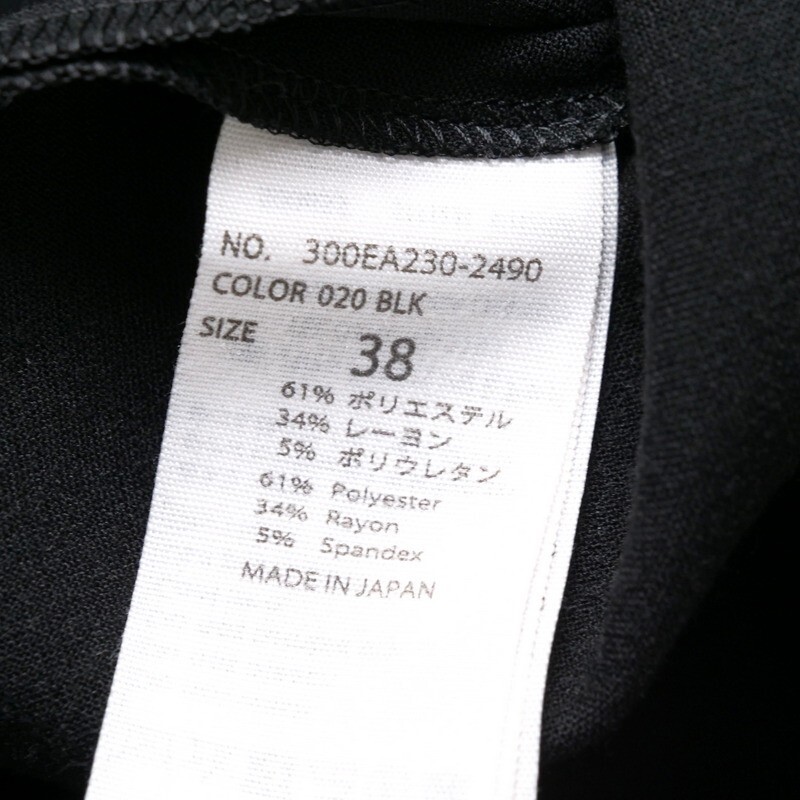 NO. 300EA230-2490
COLOR 020 BLK
SIZE 38
61% ポリエステル
34% レーヨン
5% ポリウレタン
61% Polyester
34% Rayon
5% Spandex
MADE IN JAPAN